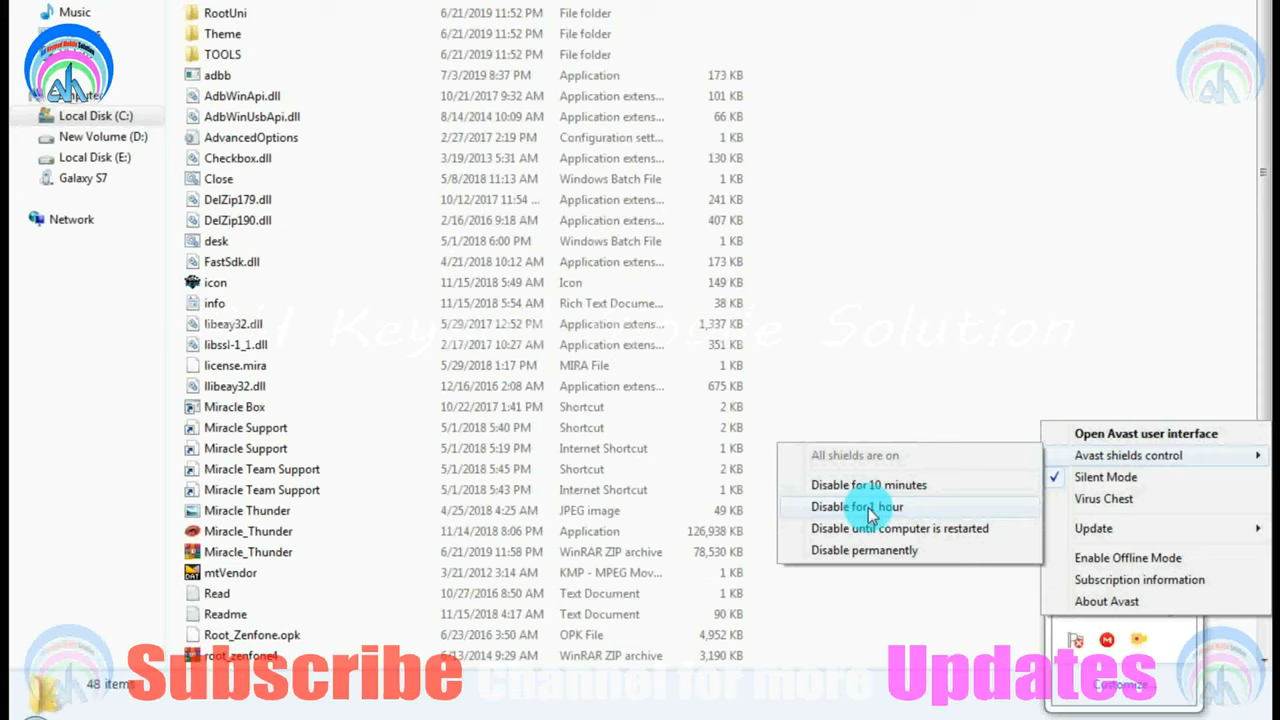 Music
RootUni 6/21/2019 11:52 PM File folder
Theme 6/21/2019 11:52 PM File folder
TOOLS 6/21/2019 11:52 PM File folder
adbb 7/3/2019 8:37 PM Application 173 KB
AdbWinApi.dll 10/21/2017 9:32 AM Application extens... 101 KB
Local Disk (C:) AdbWinUsbApi.dll 8/14/2014 10:09 AM Application extens... 66 KB
New Volume (D:) AdvancedOptions 2/27/2017 2:19 PM Configuration sett... 1 KB
Local Disk (E:) Checkbox.dll 3/19/2013 5:31 AM Application extens... 130 KB
Galaxy S7 Close 5/8/2018 11:13 AM Windows Batch File 1 KB
DelZip179.dll 10/12/2017 11:54 ... Application extens... 241 KB
Network DelZip190.dll 2/16/2016 9:18 AM Application extens... 407 KB
desk 5/1/2018 6:00 PM Windows Batch File 1 KB
FastSdk.dll 4/21/2018 10:12 AM Application extens... 173 KB
icon 11/15/2018 5:49 AM Icon 149 KB
info 11/15/2018 5:54 AM Rich Text Docume... 38 KB
libeay32.dll 5/29/2017 12:52 PM Application extens... 1,337 KB
Solution
libssl-1_1.dll 2/17/2017 10:27 AM Application extens... 351 KB
license.mira 5/29/2018 1:17 PM MIRA File 1 KB
llibeay32.dll 12/16/2016 2:08 AM Application extens... 675 KB
Miracle Box 10/22/2017 1:41 PM Shortcut 2 KB
Miracle Support 5/1/2018 5:40 PM Shortcut 2 KB
Miracle Support 5/1/2018 5:19 PM Internet Shortcut 1 KB
Miracle Team Support 5/1/2018 5:45 PM Shortcut 2 KB
Miracle Team Support 5/1/2018 5:43 PM Internet Shortcut 1 KB
Miracle Thunder 4/25/2018 4:25 AM JPEG image 49 KB
Miracle_Thunder 11/14/2018 8:06 PM Application 126,938 KB
Miracle_Thunder 6/21/2019 11:58 PM WinRAR ZIP archive 78,530 KB
mtVendor 3/21/2012 3:14 AM KMP - MPEG Mov... 1 KB
Read 10/27/2016 8:50 AM Text Document 1 KB
Readme 11/15/2018 4:17 AM Text Document 90 KB
Root_Zenfone.opk 6/23/2016 3:50 AM OPK File 4,952 KB
root_zenfone4 6/13/2014 9:29 AM WinRAR ZIP archive 3,190 KB
48 items
Open Avast user interface
Avast shields control
Silent Mode
Virus Chest
Update
Enable Offline Mode
Subscription information
About Avast
All shields are on
Disable for 10 minutes
Disable for 1 hour
Disable until computer is restarted
Disable permanently
Customize...
Subscribe Channel for more Updates